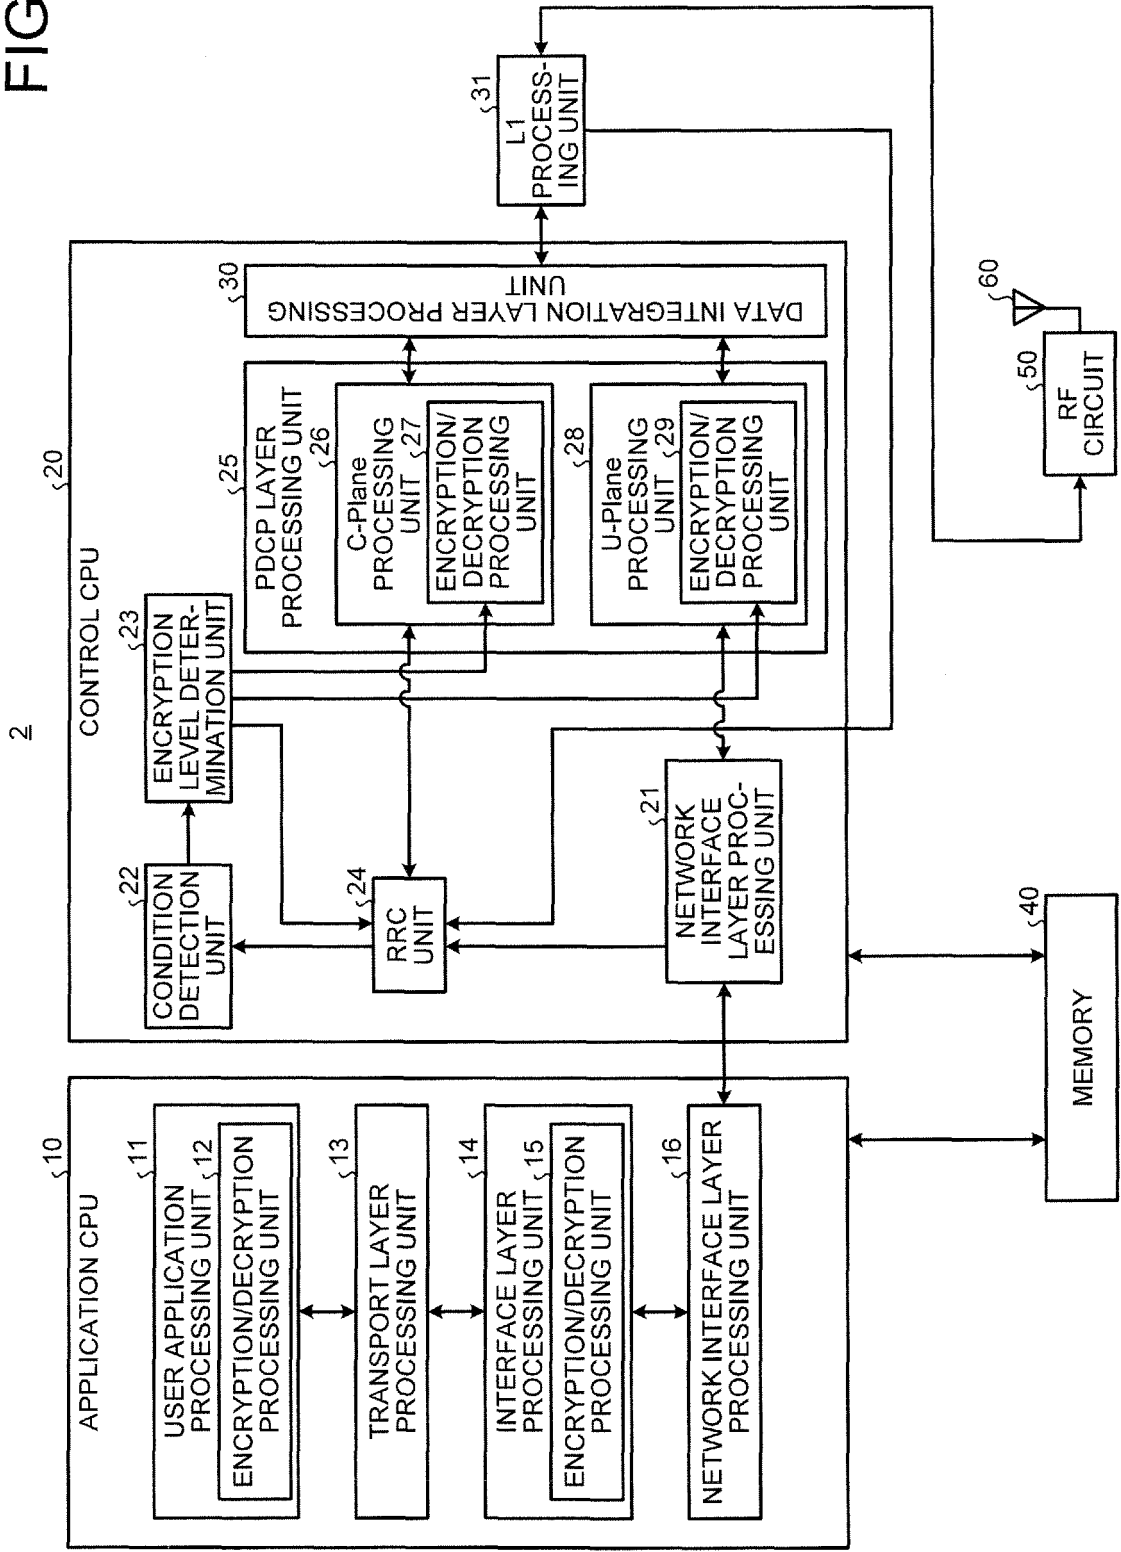 FIG
2
10
APPLICATION CPU
11
USER APPLICATION
PROCESSING UNIT
12
ENCRYPTION/DECRYPTION
PROCESSING UNIT
13
TRANSPORT LAYER
PROCESSING UNIT
14
INTERFACE LAYER
PROCESSING UNIT
15
ENCRYPTION/DECRYPTION
PROCESSING UNIT
16
NETWORK INTERFACE LAYER
PROCESSING UNIT
20
CONTROL CPU
22
CONDITION
DETECTION
UNIT
23
ENCRYPTION
LEVEL DETER-
MINATION UNIT
24
RRC
UNIT
21
NETWORK
INTERFACE
LAYER PROC-
ESSING UNIT
25
PDCP LAYER
PROCESSING UNIT
26
C-Plane
PROCESSING
UNIT
27
ENCRYPTION/
DECRYPTION
PROCESSING
UNIT
28
U-Plane
PROCESSING
UNIT
29
ENCRYPTION/
DECRYPTION
PROCESSING
UNIT
30
DATA INTEGRATION LAYER PROCESSING
UNIT
31
L1
PROCESS-
ING UNIT
40
MEMORY
50
RF
CIRCUIT
60